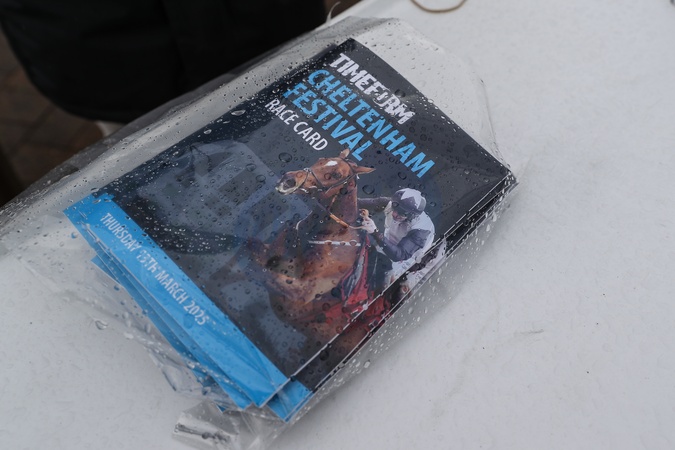 TIMEFORM
CHELTENHAM
FESTIVAL
RACE CARD
THURSDAY 13TH MARCH 2025